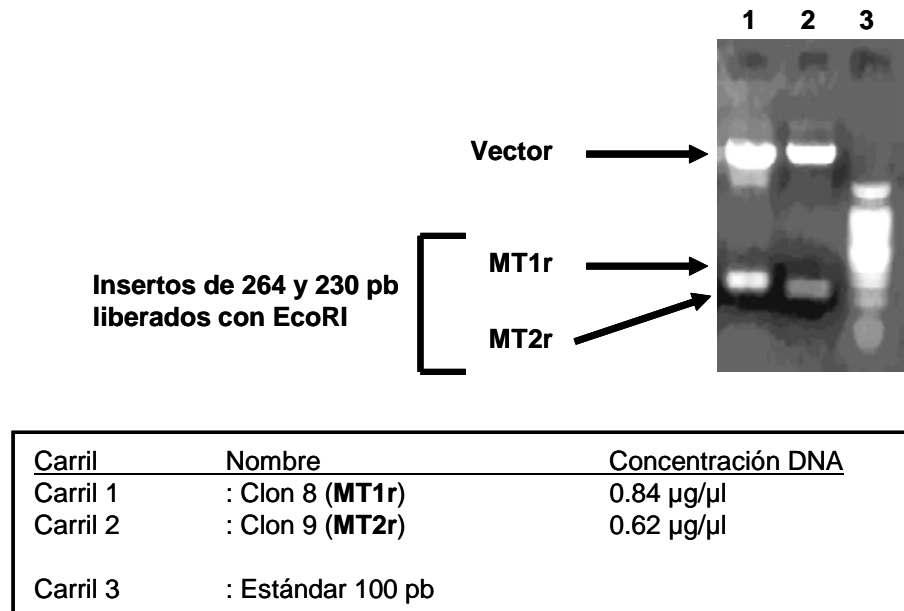 1 2 3
Vector
MT1r
Insertos de 264 y 230 pb
liberados con EcoRI
MT2r
Carril Nombre Concentración DNA
Carril 1 : Clon 8 (MT1r) 0.84 µg/µl
Carril 2 : Clon 9 (MT2r) 0.62 µg/µl
Carril 3 : Estándar 100 pb